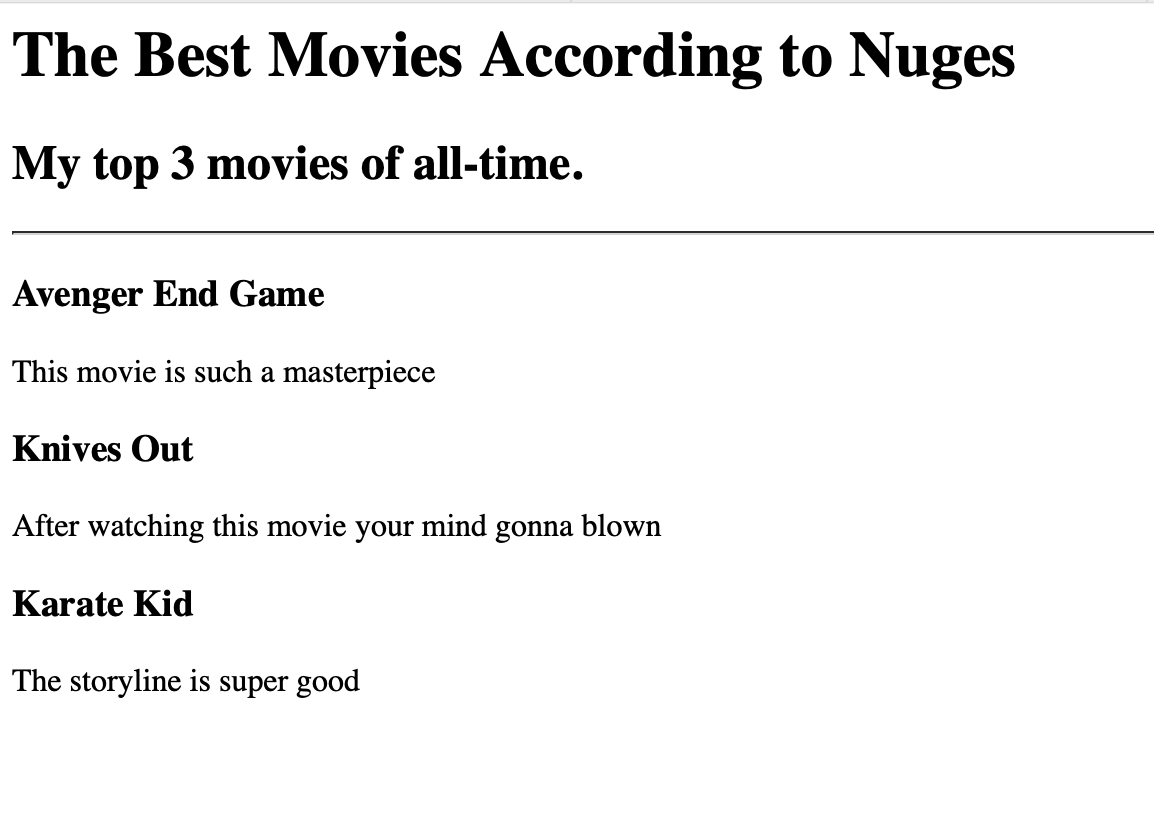 The Best Movies According to Nuges
My top 3 movies of all-time.
Avenger End Game
This movie is such a masterpiece
Knives Out
After watching this movie your mind gonna blown
Karate Kid
The storyline is super good